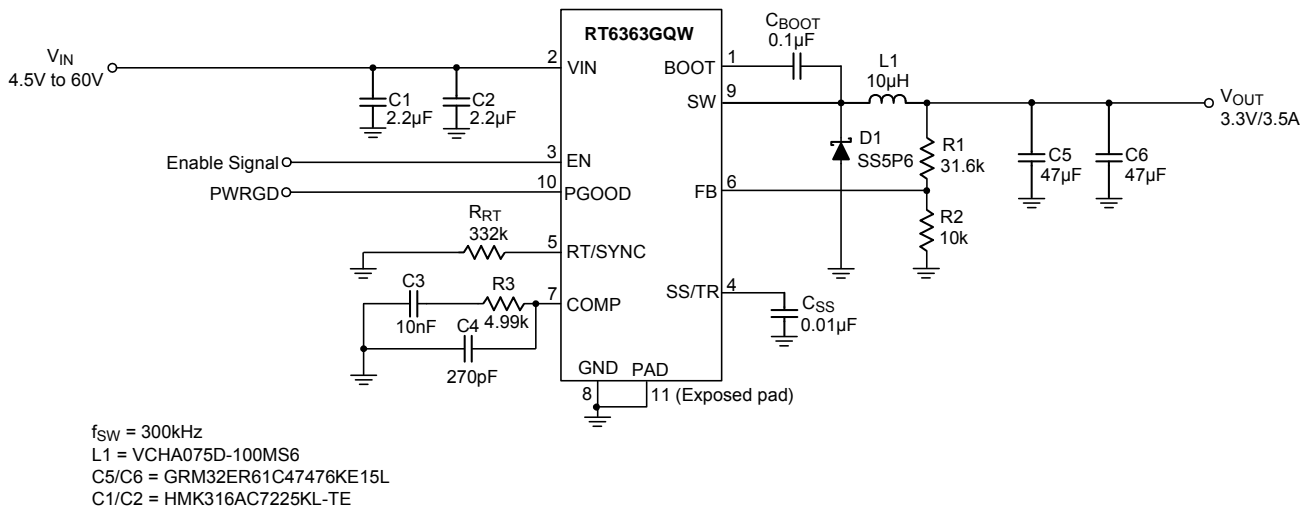 RT6363GQW
V_IN
4.5V to 60V
2
VIN
C1
2.2µF
C2
2.2µF
Enable Signal
3
EN
PWRGD
10
PGOOD
R_RT
332k
5
RT/SYNC
C3
10nF
R3
4.99k
7
COMP
C4
270pF
GND
PAD
8
11 (Exposed pad)
BOOT
1
C_BOOT
0.1µF
SW
9
L1
10µH
V_OUT
3.3V/3.5A
D1
SS5P6
R1
31.6k
C5
47µF
C6
47µF
FB
6
R2
10k
SS/TR
4
C_SS
0.01µF
f_SW = 300kHz
L1 = VCHA075D-100MS6
C5/C6 = GRM32ER61C47476KE15L
C1/C2 = HMK316AC7225KL-TE